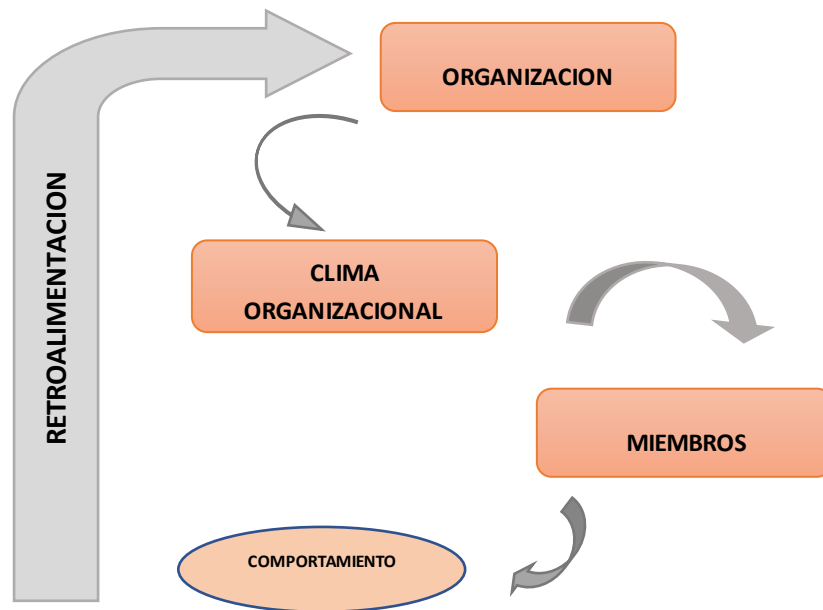 ORGANIZACION
RETROALIMENTACION
CLIMA
ORGANIZACIONAL
MIEMBROS
COMPORTAMIENTO